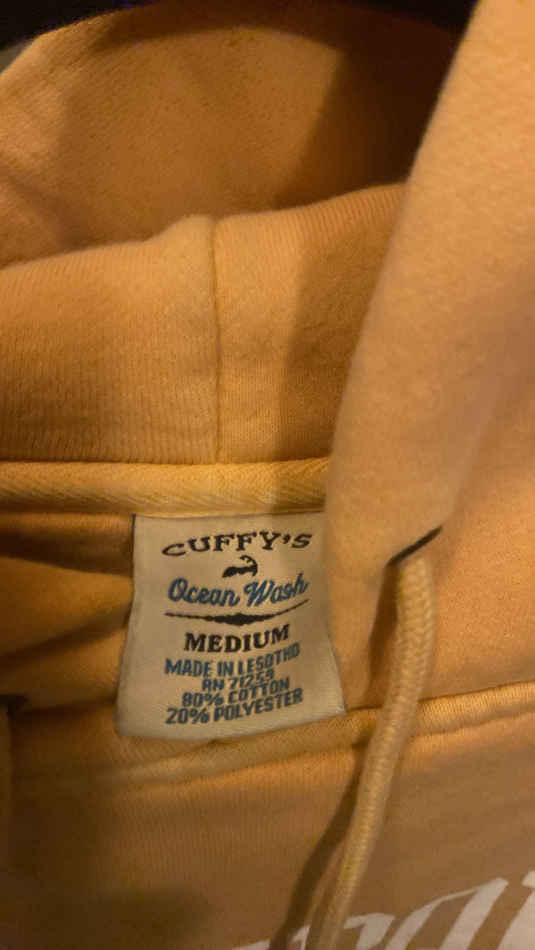 CUFFY'S
Ocean Wash
MEDIUM
MADE IN LESOTHO
RN 71259
80% COTTON
20% POLYESTER